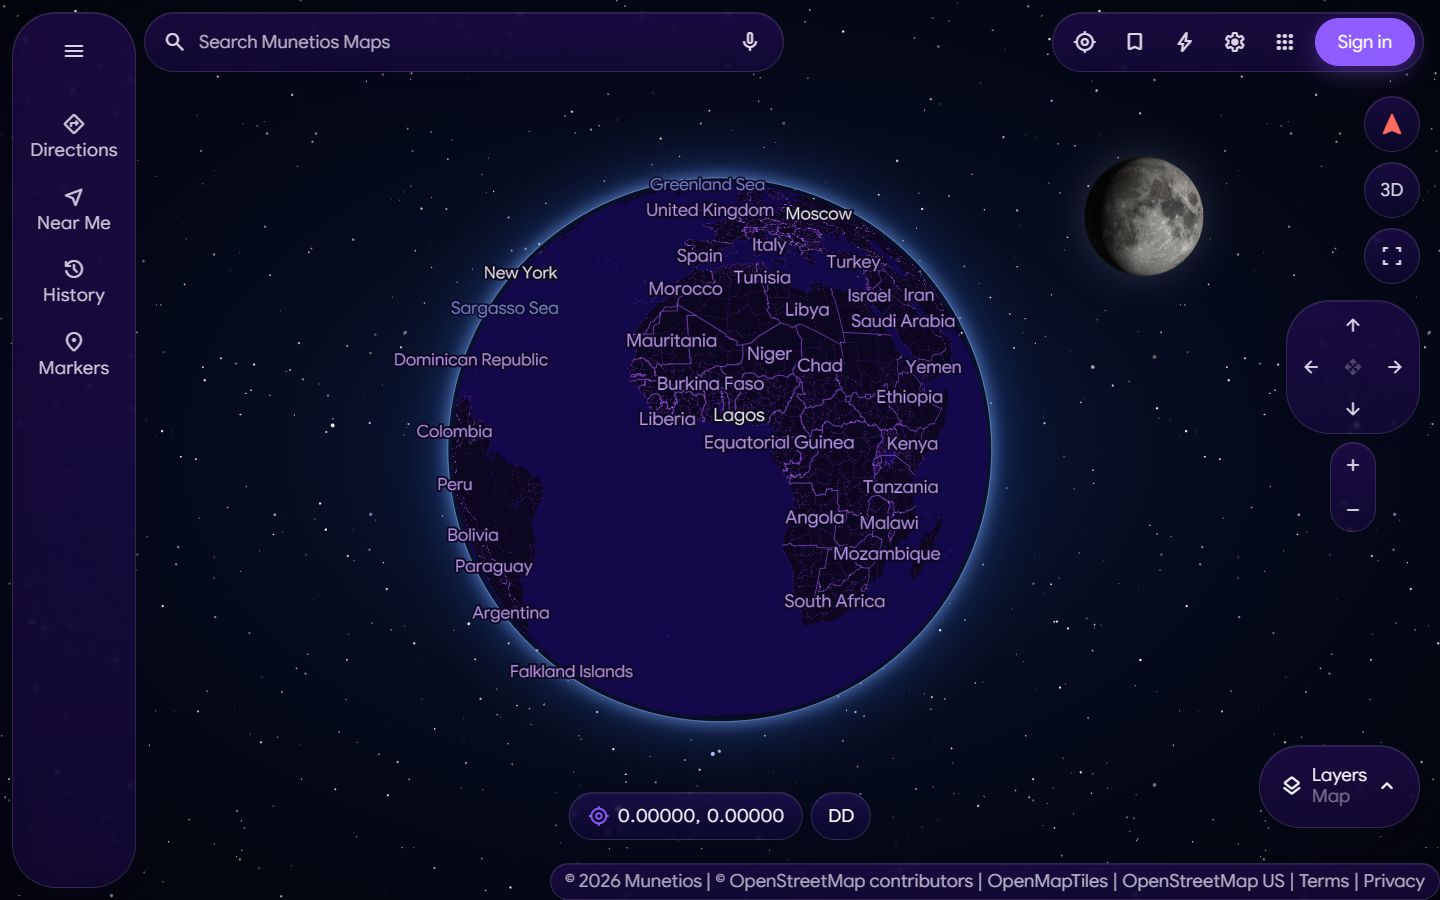 Search Munetios Maps
Sign in
Directions
Near Me
History
Markers
3D
Greenland Sea
United Kingdom
Moscow
Italy
Spain
Turkey
New York
Tunisia
Morocco
Israel
Iran
Sargasso Sea
Libya
Saudi Arabia
Mauritania
Niger
Dominican Republic
Chad
Yemen
Burkina Faso
Ethiopia
Liberia
Lagos
Colombia
Equatorial Guinea
Kenya
Peru
Tanzania
Angola
Malawi
Bolivia
Mozambique
Paraguay
South Africa
Argentina
Falkland Islands
Layers
Map
0.00000, 0.00000
DD
© 2026 Munetios | © OpenStreetMap contributors | OpenMapTiles | OpenStreetMap US | Terms | Privacy